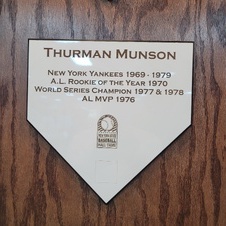 THURMAN MUNSON
NEW YORK YANKEES 1969 - 1979
A.L. ROOKIE OF THE YEAR 1970
WORLD SERIES CHAMPION 1977 & 1978
AL MVP 1976
BASEBALL